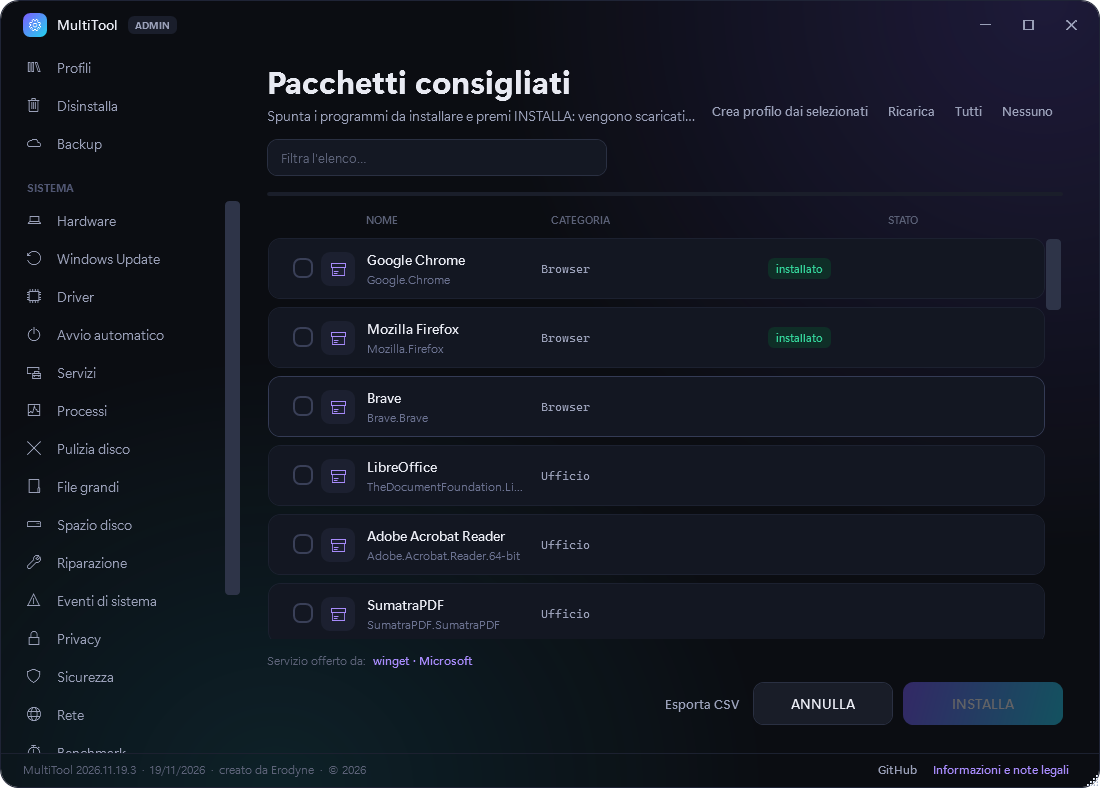 MultiTool ADMIN
Profili
Disinstalla
Backup
SISTEMA
Hardware
Windows Update
Driver
Avvio automatico
Servizi
Processi
Pulizia disco
File grandi
Spazio disco
Riparazione
Eventi di sistema
Privacy
Sicurezza
Rete
Benchmark
Pacchetti consigliati
Spunta i programmi da installare e premi INSTALLA: vengono scaricati...
Crea profilo dai selezionati Ricarica Tutti Nessuno
Filtra l'elenco...
NOME CATEGORIA STATO
Google Chrome
Google.Chrome
Browser
installato
Mozilla Firefox
Mozilla.Firefox
Browser
installato
Brave
Brave.Brave
Browser
LibreOffice
TheDocumentFoundation.Li...
Ufficio
Adobe Acrobat Reader
Adobe.Acrobat.Reader.64-bit
Ufficio
SumatraPDF
SumatraPDF.SumatraPDF
Ufficio
Servizio offerto da: winget · Microsoft
Esporta CSV ANNULLA INSTALLA
MultiTool 2026.11.19.3 · 19/11/2026 · creato da Erodyne · © 2026
GitHub Informazioni e note legali